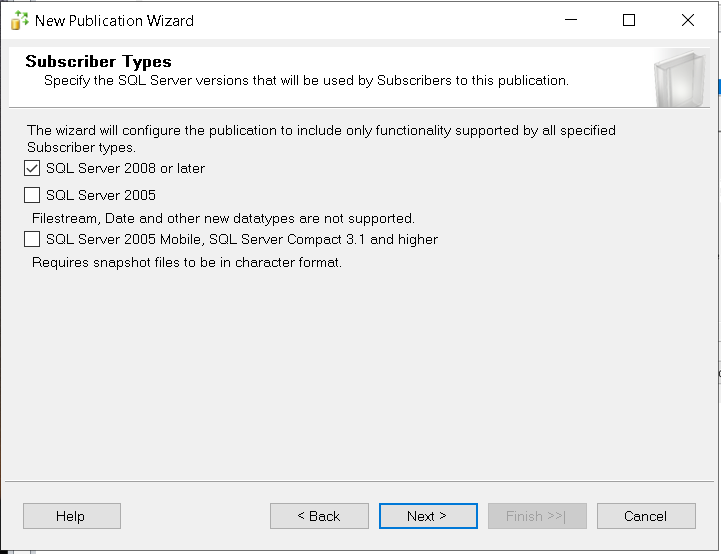 New Publication Wizard
Subscriber Types
Specify the SQL Server versions that will be used by Subscribers to this publication.
The wizard will configure the publication to include only functionality supported by all specified
Subscriber types.
SQL Server 2008 or later
SQL Server 2005
Filestream, Date and other new datatypes are not supported.
SQL Server 2005 Mobile, SQL Server Compact 3.1 and higher
Requires snapshot files to be in character format.
Help < Back Next > Finish >>| Cancel